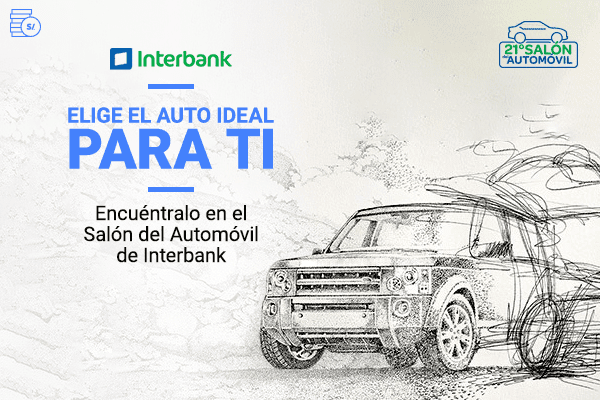 S/.
Interbank
21° SALÓN
DEL AUTOMÓVIL
ELIGE EL AUTO IDEAL
PARA TI
Encuéntralo en el
Salón del Automóvil
de Interbank